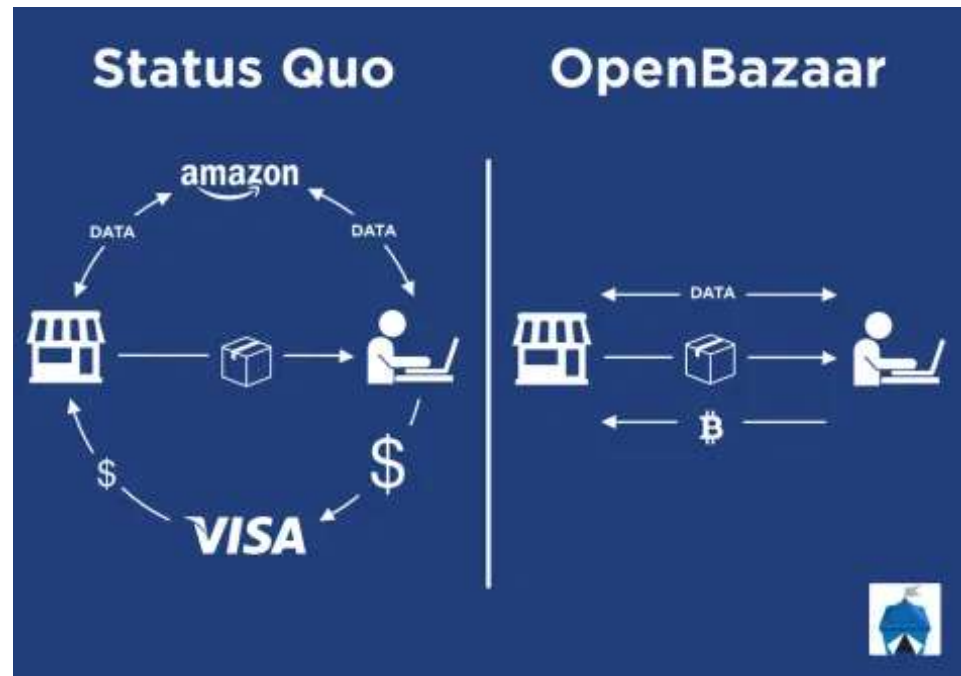 Status Quo
OpenBazaar
amazon
DATA
DATA
$
$
VISA
DATA
₿